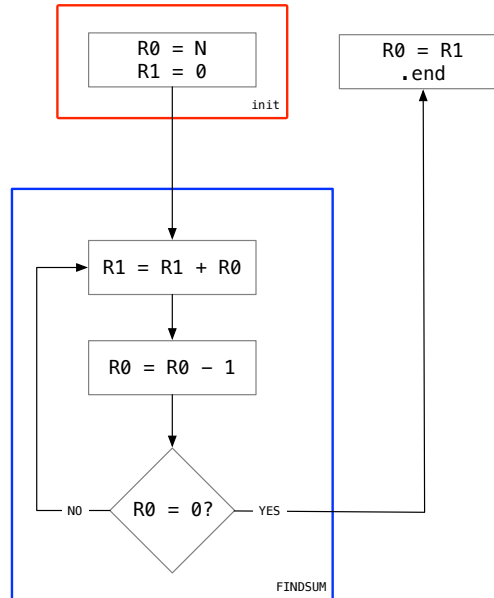 R0 = N
R1 = 0
init
R0 = R1
.end
R1 = R1 + R0
R0 = R0 – 1
R0 = 0?
NO
YES
FINDSUM